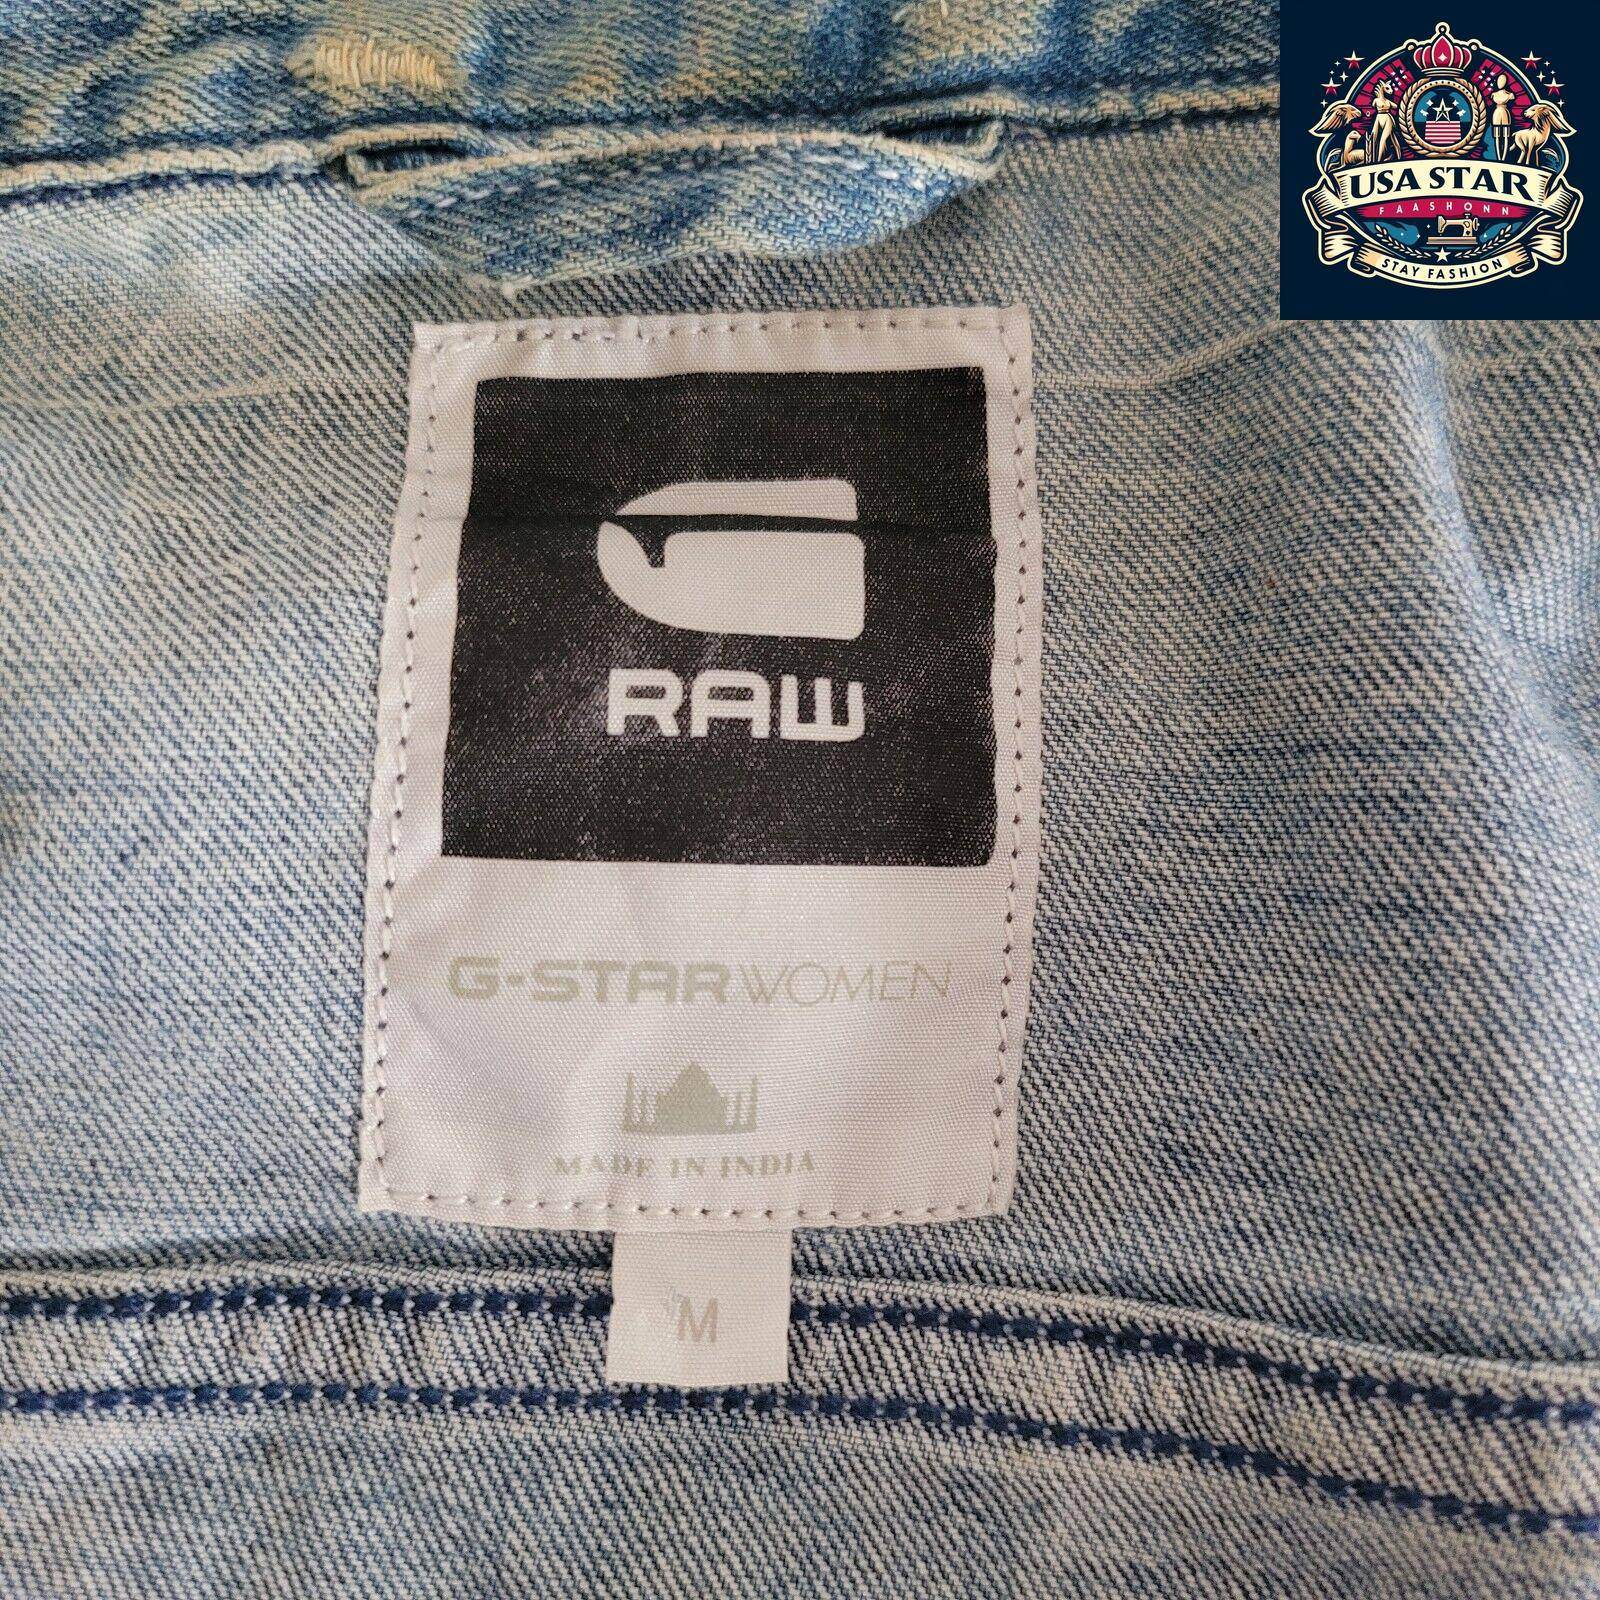 USA STAR
FAASHONN
STAY FASHION
RAW
G-STAR WOMEN
MADE IN INDIA
M